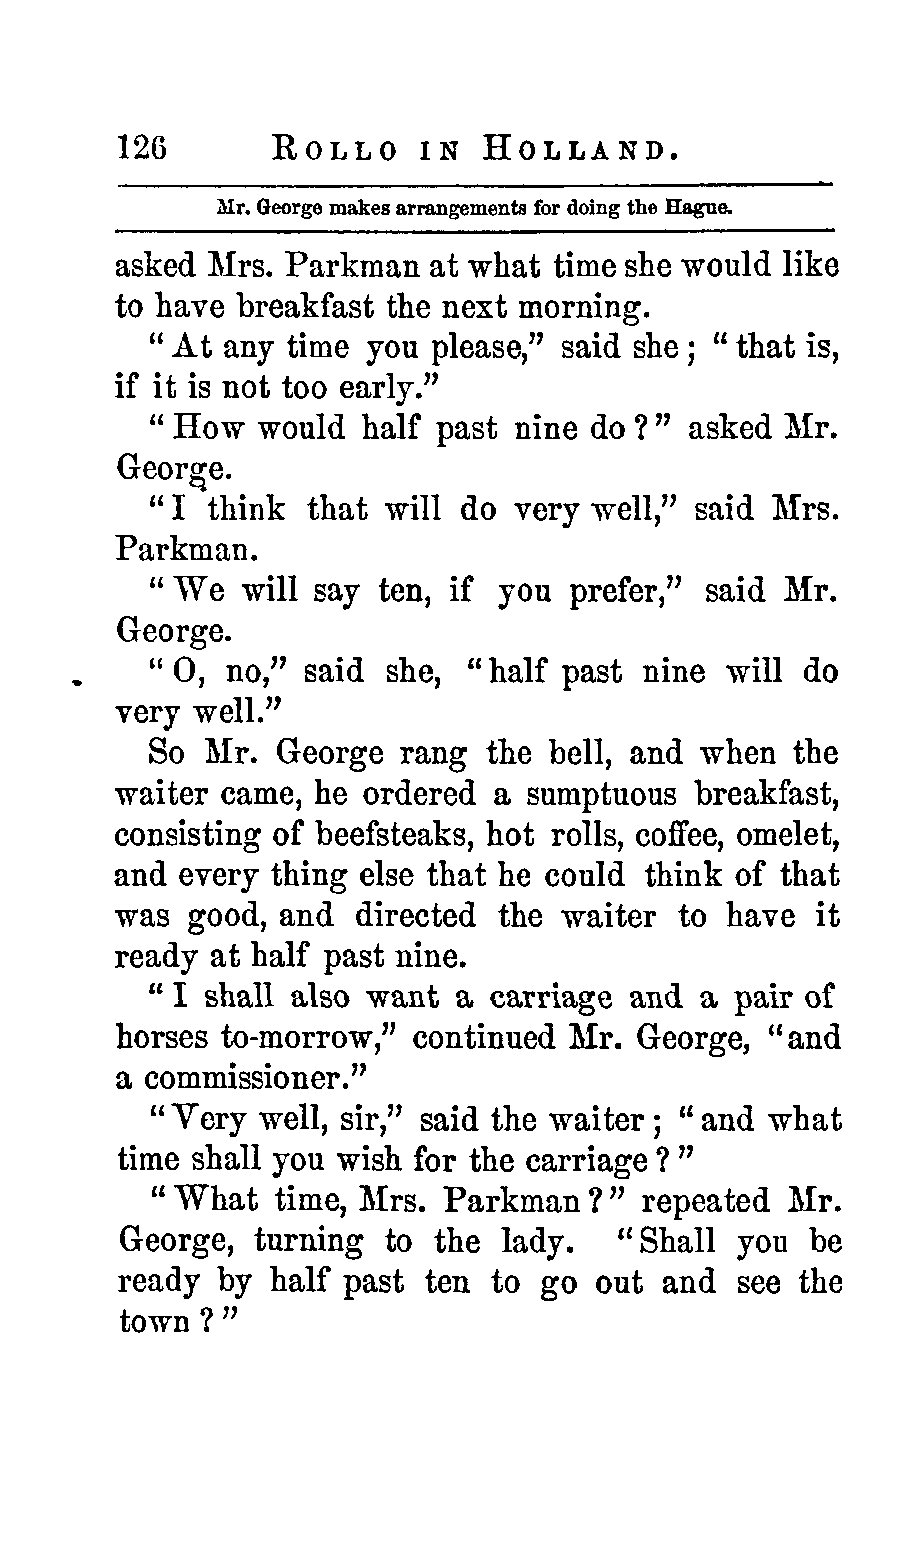 126 ROLLO IN HOLLAND.
Mr. George makes arrangements for doing the Hague.
asked Mrs. Parkman at what time she would like
to have breakfast the next morning.
“ At any time you please,” said she ; “ that is,
if it is not too early.”
“ How would half past nine do ? ” asked Mr.
George.
“ I think that will do very well,” said Mrs.
Parkman.
“ We will say ten, if you prefer,” said Mr.
George.
“ O, no,” said she, “ half past nine will do
very well.”
So Mr. George rang the bell, and when the
waiter came, he ordered a sumptuous breakfast,
consisting of beefsteaks, hot rolls, coffee, omelet,
and every thing else that he could think of that
was good, and directed the waiter to have it
ready at half past nine.
“ I shall also want a carriage and a pair of
horses to-morrow,” continued Mr. George, “and
a commissioner.”
“ Very well, sir,” said the waiter ; “ and what
time shall you wish for the carriage ? ”
“ What time, Mrs. Parkman ? ” repeated Mr.
George, turning to the lady. “ Shall you be
ready by half past ten to go out and see the
town ? ”